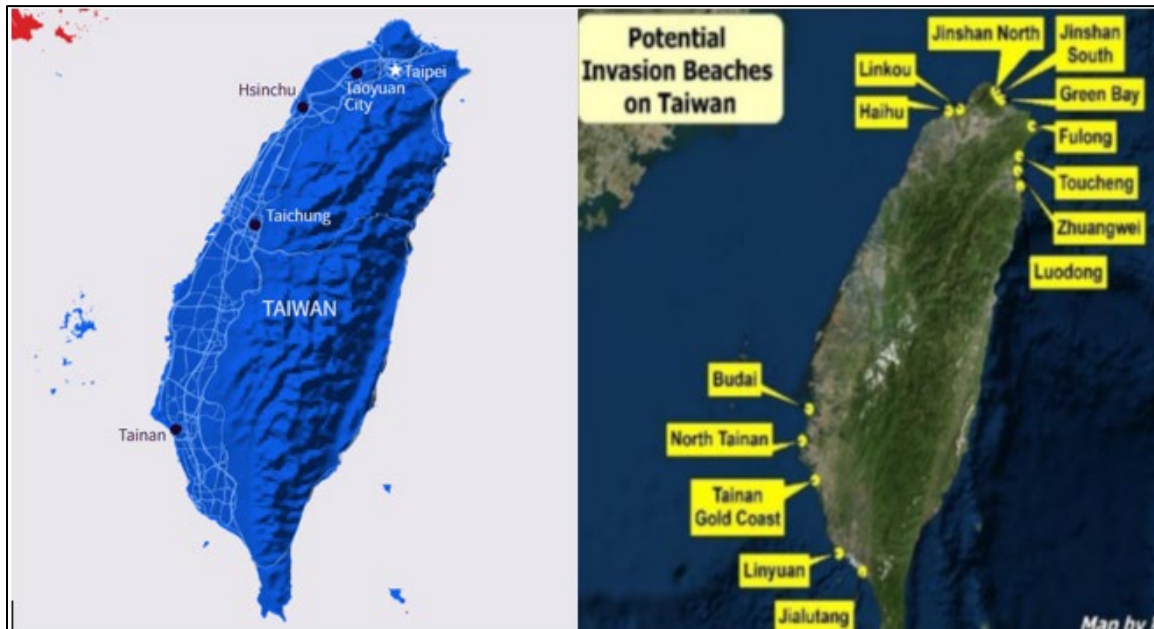 Taipei
Hsinchu
Taoyuan
City
Taichung
TAIWAN
Tainan
Potential
Invasion Beaches
on Taiwan
Jinshan North
Jinshan
South
Linkou
Green Bay
Haihu
Fulong
Toucheng
Zhuangwei
Luodong
Budai
North Tainan
Tainan
Gold Coast
Linyuan
Jialutang
Map by